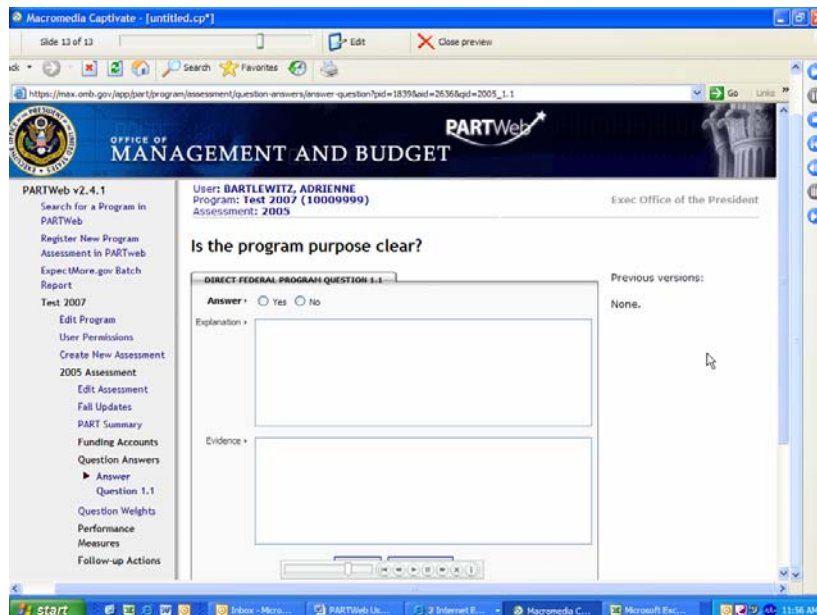 Macromedia Captivate - [untitled.cp*]
Slide 13 of 13
Edit
Close preview
Search
Favorites
https://max.omb.gov/app/part/program/assessment/question-answers/answer-question?pid=1839&aid=2636&qid=2005_1.1
Go
Links
PARTWeb
OFFICE OF
MANAGEMENT AND BUDGET
PARTWeb v2.4.1
Search for a Program in
PARTWeb
Register New Program
Assessment in PARTweb
ExpectMore.gov Batch
Report
Test 2007
Edit Program
User Permissions
Create New Assessment
2005 Assessment
Edit Assessment
Fall Updates
PART Summary
Funding Accounts
Question Answers
Answer
Question 1.1
Question Weights
Performance
Measures
Follow-up Actions
User: BARTLEWITZ, ADRIENNE
Program: Test 2007 (10009999)
Assessment: 2005
Exec Office of the President
Is the program purpose clear?
DIRECT FEDERAL PROGRAM QUESTION 1.1
Answer
Yes
No
Explanation
Evidence
Previous versions:
None.
start
Inbox - Micro...
PARTWeb Us...
2 Internet E...
Macromedia C...
Microsoft Exc...
11:56 AM